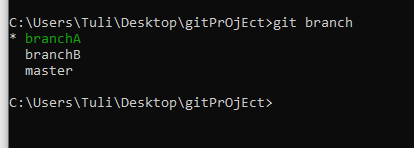 C:\Users\Tuli\Desktop\gitPrOjEct>git branch
* branchA
  branchB
  master
C:\Users\Tuli\Desktop\gitPrOjEct>